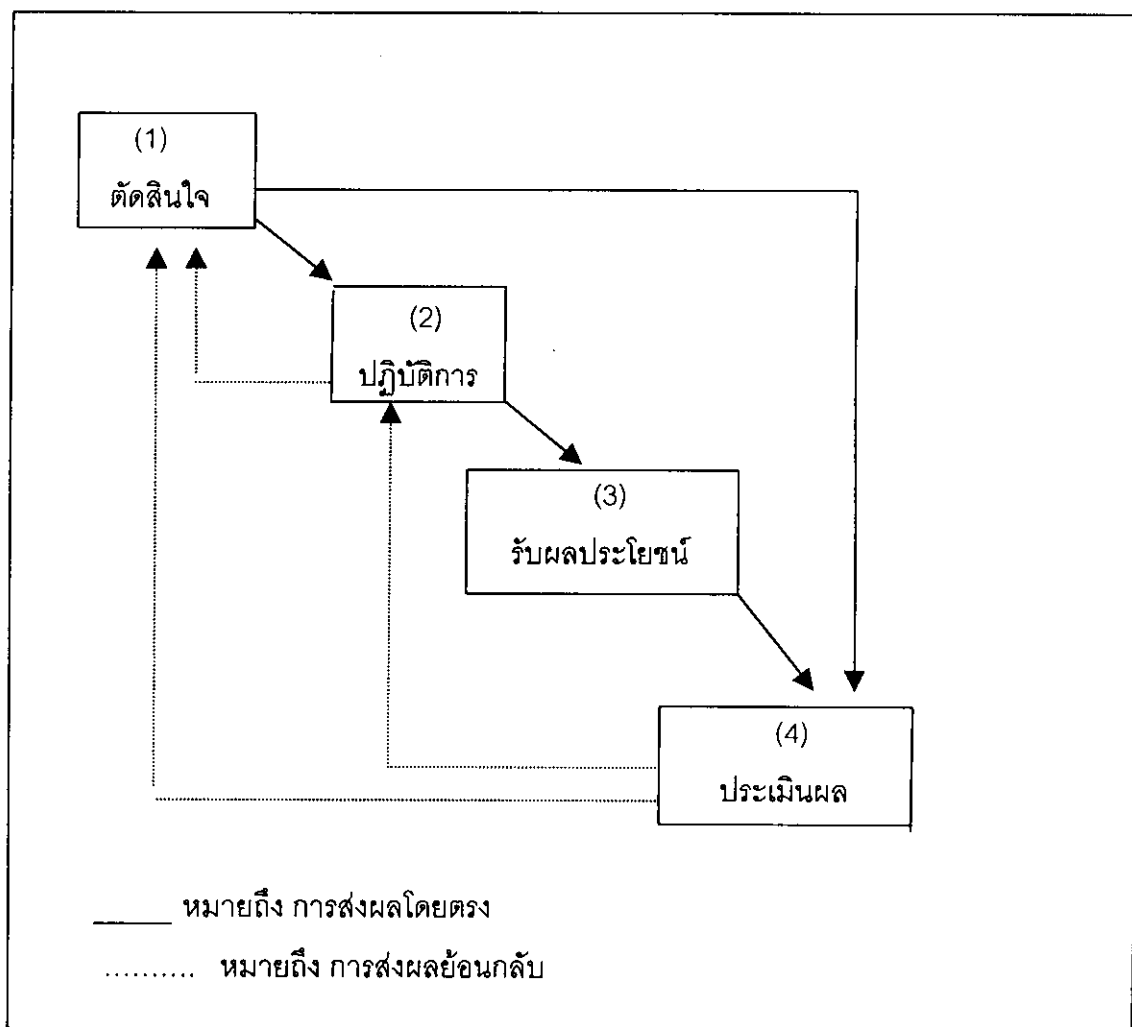 (1)
ตัดสินใจ
(2)
ปฏิบัติการ
(3)
รับผลประโยชน์
(4)
ประเมินผล
______ หมายถึง การส่งผลโดยตรง
.......... หมายถึง การส่งผลย้อนกลับ